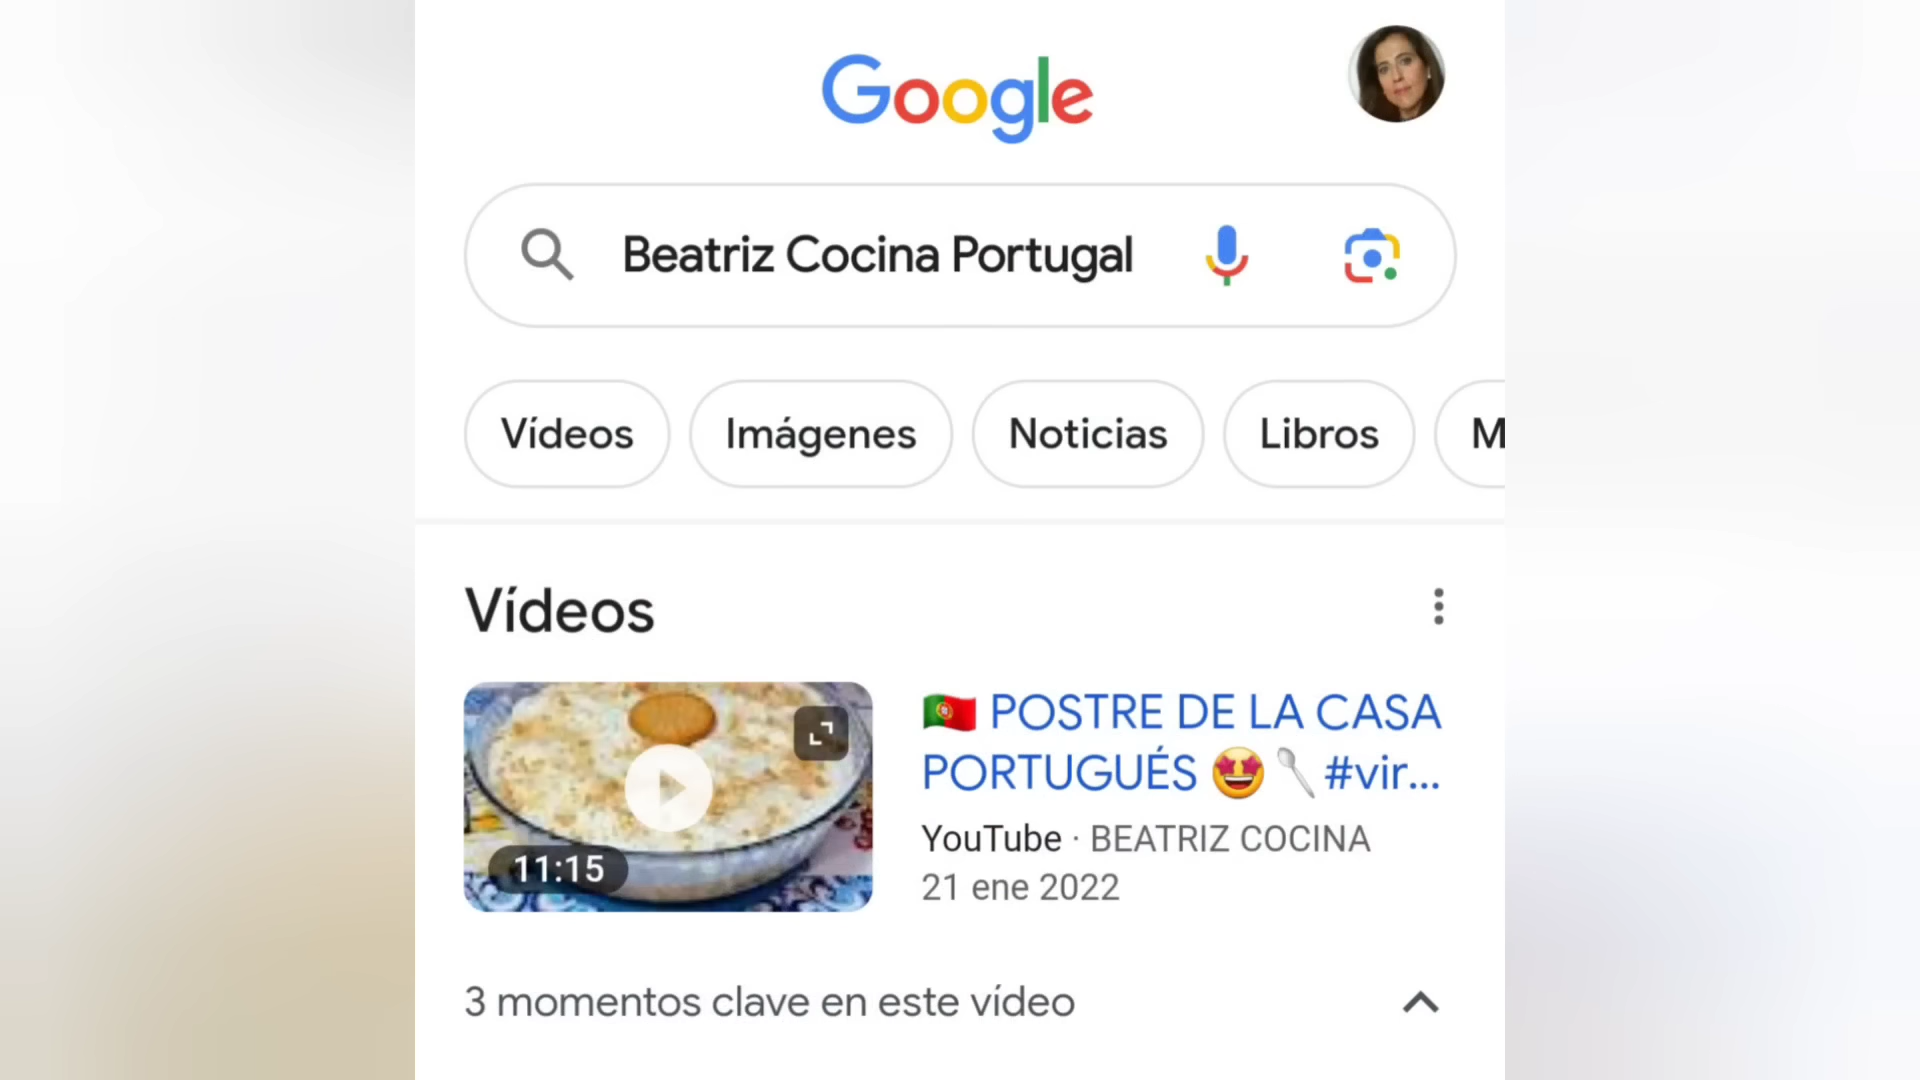 Google
Beatriz Cocina Portugal
Vídeos
Imágenes
Noticias
Libros
M
Vídeos
🇵🇹 POSTRE DE LA CASA
PORTUGUÉS 🤩🥄 #vir...
11:15
YouTube · BEATRIZ COCINA
21 ene 2022
3 momentos clave en este vídeo